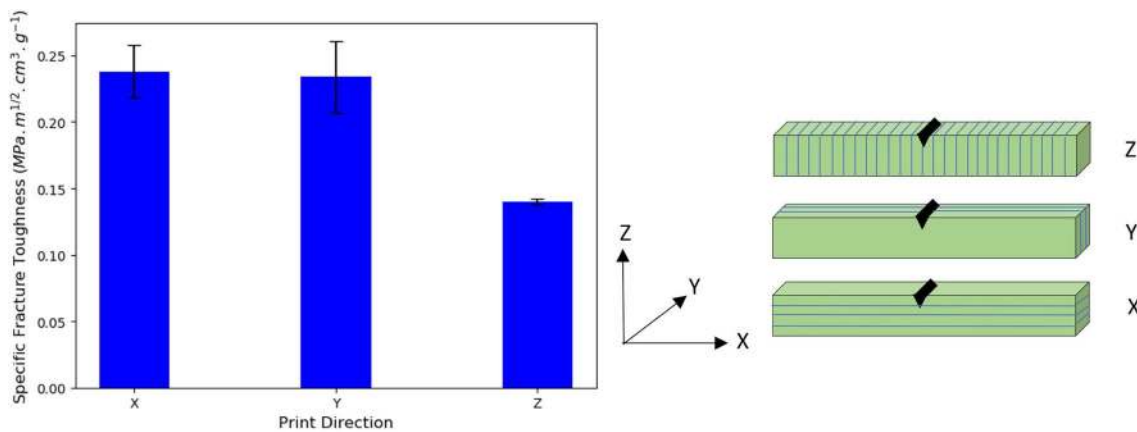 Specific Fracture Toughness (MPa.m^{1/2}.cm^3.g^{-1})
0.25
0.20
0.15
0.10
0.05
0.00
X
Y
Z
Print Direction
Z
Y
X
Z
Y
X